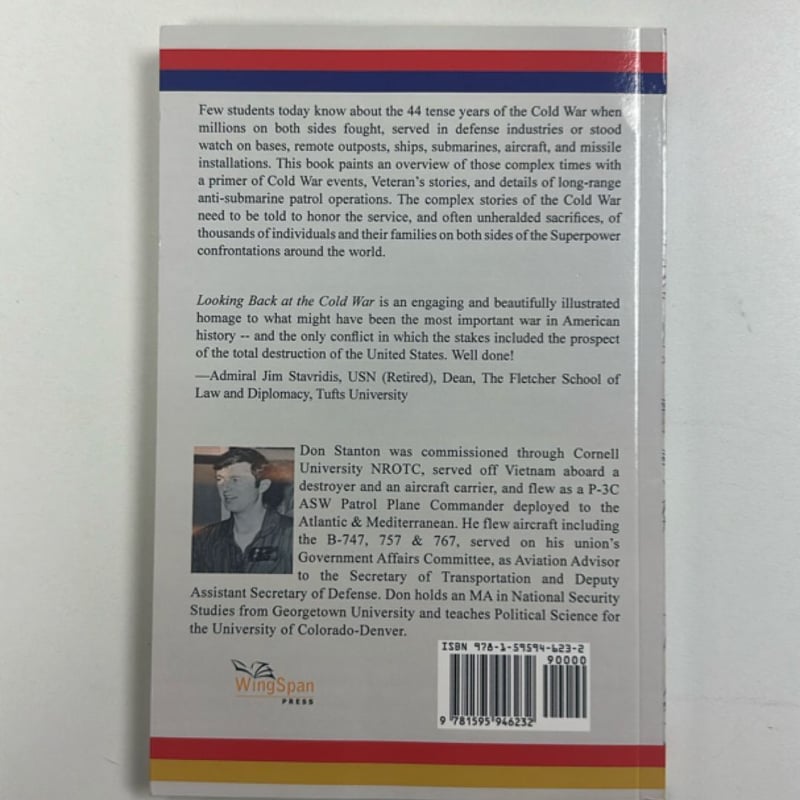 Few students today know about the 44 tense years of the Cold War when
millions on both sides fought, served in defense industries or stood
watch on bases, remote outposts, ships, submarines, aircraft, and missile
installations. This book paints an overview of those complex times with
a primer of Cold War events, Veteran's stories, and details of long-range
anti-submarine patrol operations. The complex stories of the Cold War
need to be told to honor the service, and often unheralded sacrifices, of
thousands of individuals and their families on both sides of the Superpower
confrontations around the world.
Looking Back at the Cold War is an engaging and beautifully illustrated
homage to what might have been the most important war in American
history -- and the only conflict in which the stakes included the prospect
of the total destruction of the United States. Well done!
—Admiral Jim Stavridis, USN (Retired), Dean, The Fletcher School of
Law and Diplomacy, Tufts University
Don Stanton was commissioned through Cornell
University NROTC, served off Vietnam aboard a
destroyer and an aircraft carrier, and flew as a P-3C
ASW Patrol Plane Commander deployed to the
Atlantic & Mediterranean. He flew aircraft including
the B-747, 757 & 767, served on his union's
Government Affairs Committee, as Aviation Advisor
to the Secretary of Transportation and Deputy
Assistant Secretary of Defense. Don holds an MA in National Security
Studies from Georgetown University and teaches Political Science for
the University of Colorado-Denver.
ISBN 978-1-59594-623-2
90000
9 781595 946232
WingSpan
PRESS